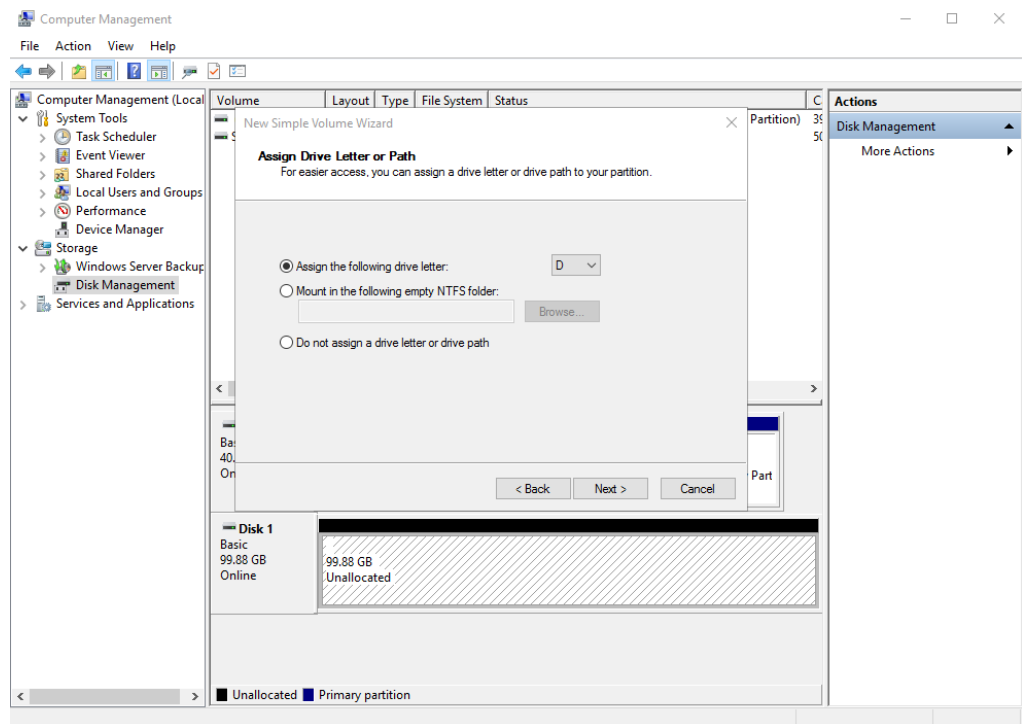 Computer Management
File Action View Help
Computer Management (Local
System Tools
Task Scheduler
Event Viewer
Shared Folders
Local Users and Groups
Performance
Device Manager
Storage
Windows Server Backup
Disk Management
Services and Applications
Volume Layout Type File System Status C
Partition) 39
S 50
New Simple Volume Wizard
Assign Drive Letter or Path
For easier access, you can assign a drive letter or drive path to your partition.
Assign the following drive letter: D
Mount in the following empty NTFS folder:
Browse...
Do not assign a drive letter or drive path
< Back Next > Cancel
Bas
40.
On
Part
Disk 1
Basic
99.88 GB
Online
99.88 GB
Unallocated
Unallocated Primary partition
Actions
Disk Management
More Actions